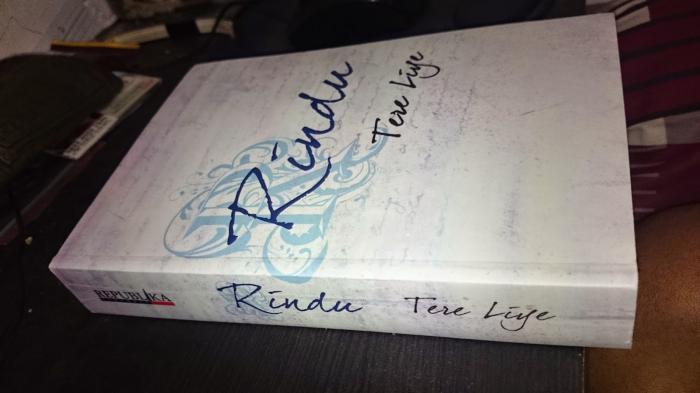 Rindu
Tere Liye
REPUBLIKA
Rindu
Tere Liye